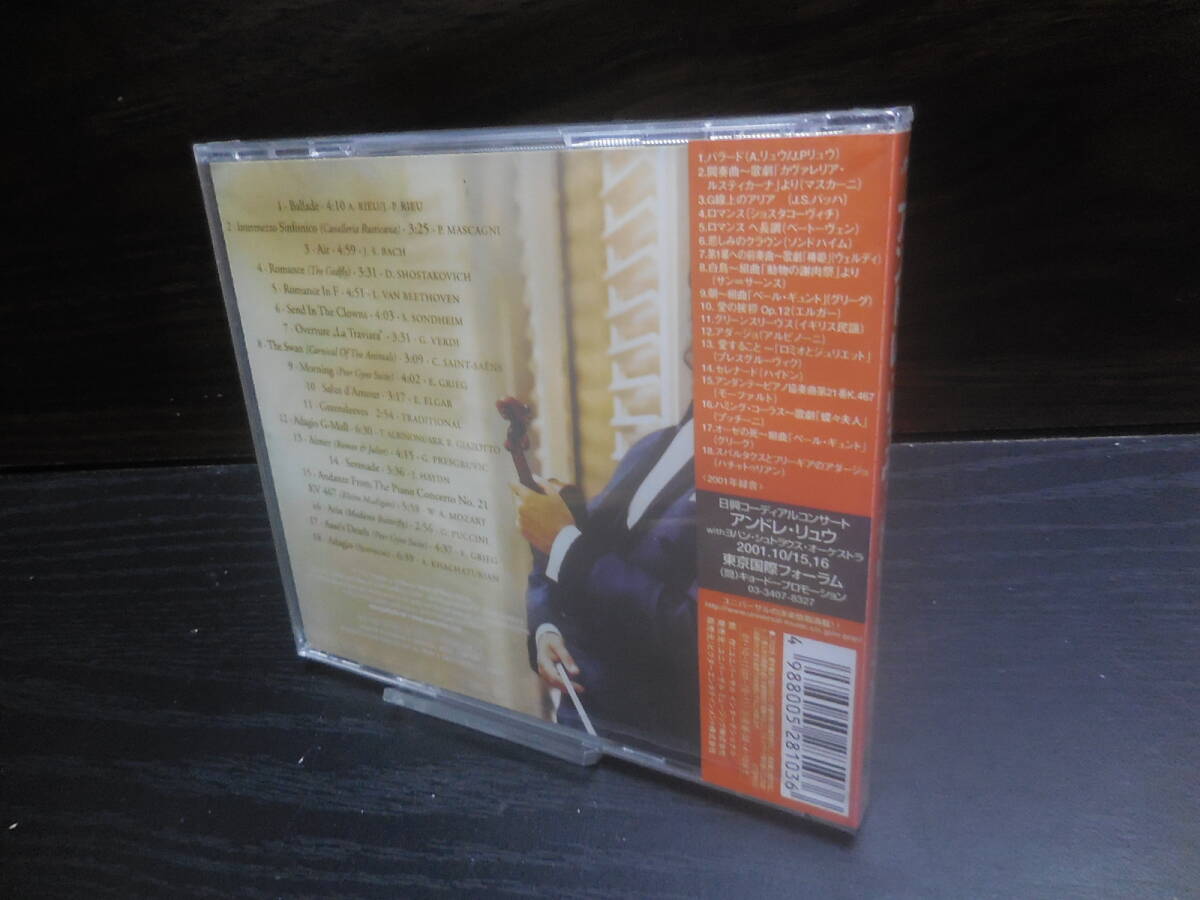 1 · Ballade · 4:10 A. RIEU/J. P. RIEU
2 · Intermezzo Sinfonico (Cavalleria Rusticana) · 3:25 · P. MASCAGNI
3 · Air · 4:59 · J. S. BACH
4 · Romance (The Gadfly) · 3:31 · D. SHOSTAKOVICH
5 · Romance In F · 4:51 · L. VAN BEETHOVEN
6 · Send In The Clowns · 4:03 · S. SONDHEIM
7 · Overture „La Traviata" · 3:31 · G. VERDI
8 · The Swan (Carnival Of The Animals) · 3:09 · C. SAINT-SAËNS
9 · Morning (Peer Gynt Suite) · 4:02 · E. GRIEG
10 · Salut d'Amour · 3:17 · E. ELGAR
11 · Greensleeves · 2:54 · TRADITIONAL
12 · Adagio G-Moll · 6:30 · T. ALBINONI/ARR. R. GIAZOTTO
13 · Aimer (Romeo & Juliet) · 4:15 · G. PRESGURVIC
14 · Serenade · 3:36 · J. HAYDN
15 · Andante From The Piano Concerto No. 21
KV 467 (Elvira Madigan) · 5:58 · W. A. MOZART
16 · Aria (Madama Butterfly) · 2:56 · G. PUCCINI
17 · Aase's Death (Peer Gynt Suite) · 4:37 · E. GRIEG
18 · Adagio (Spartacus) · 6:39 · A. KHACHATURIAN
1.バラード(A.リュウ/J.P.リュウ)
2.間奏曲〜歌劇「カヴァレリア・
ルスティカーナ」より(マスカーニ)
3.G線上のアリア (J.S.バッハ)
4.ロマンス(ショスタコーヴィチ)
5.ロマンス ヘ長調(ベートーヴェン)
6.悲しみのクラウン(ソンドハイム)
7.第1幕への前奏曲〜歌劇「椿姫」(ヴェルディ)
8.白鳥〜組曲「動物の謝肉祭」より
(サン=サーンス)
9.朝〜組曲「ペール・ギュント」(グリーグ)
10. 愛の挨拶 Op.12(エルガー)
11.グリーンスリーヴス(イギリス民謡)
12.アダージョ(アルビノーニ)
13. 愛すること〜「ロミオとジュリエット」
(プレスグルーヴィク)
14.セレナード(ハイドン)
15.アンダンテ〜ピアノ協奏曲第21番K.467
(モーツァルト)
16.ハミング・コーラス〜歌劇「蝶々夫人」
(プッチーニ)
17.オーゼの死〜組曲「ペール・ギュント」
(グリーグ)
18.スパルタクスとフリーギアのアダージョ
(ハチャトゥリアン)
<2001年録音>
日興コーディアルコンサート
アンドレ・リュウ
withヨハン・シュトラウス・オーケストラ
2001.10/15,16
東京国際フォーラム
(問)キョードープロモーション
03-3407-8327
4 988005 281036